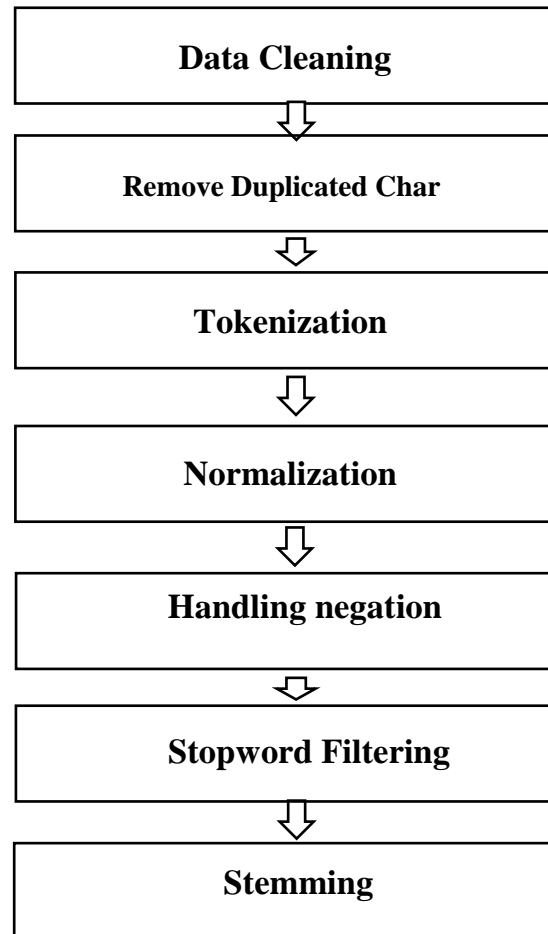 Data Cleaning
Remove Duplicated Char
Tokenization
Normalization
Handling negation
Stopword Filtering
Stemming